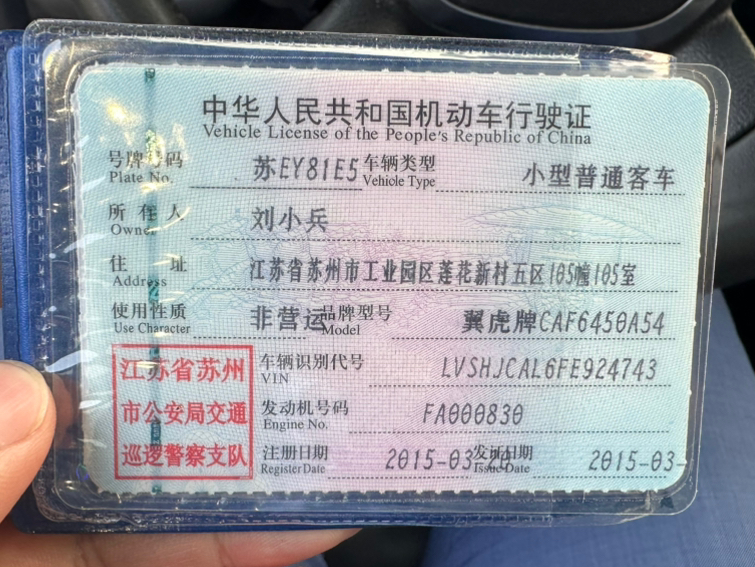 中华人民共和国机动车行驶证
Vehicle License of the People's Republic of China
号牌号码 苏EY81E5 车辆类型 小型普通客车
Plate No. Vehicle Type
所有人 刘小兵
Owner
住址 江苏省苏州市工业园区莲花新村五区105幢105室
Address
使用性质 非营运 品牌型号 翼虎牌CAF6450A54
Use Character Model
江苏省苏州
市公安局交通
巡逻警察支队
车辆识别代号 LVSHJCAL6FE924743
VIN
发动机号码 FA000830
Engine No.
注册日期 2015-03 发证日期 2015-03-
Register Date Issue Date